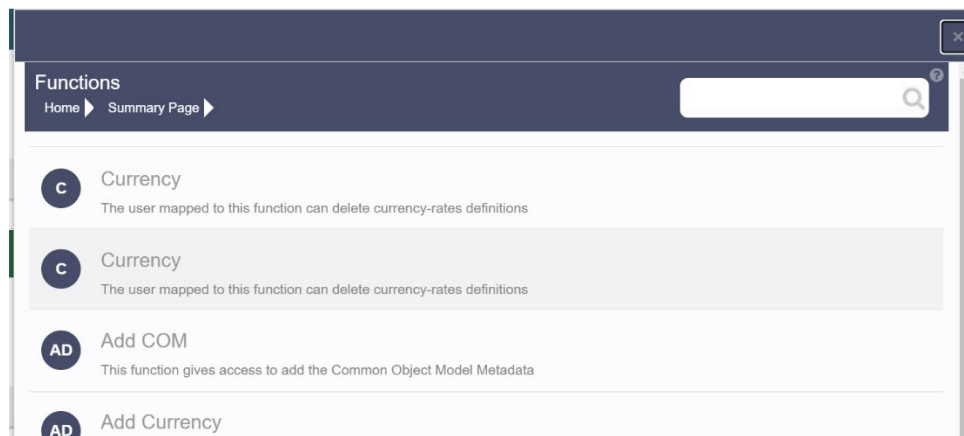 Functions
Home Summary Page
C Currency
The user mapped to this function can delete currency-rates definitions
C Currency
The user mapped to this function can delete currency-rates definitions
AD Add COM
This function gives access to add the Common Object Model Metadata
AD Add Currency